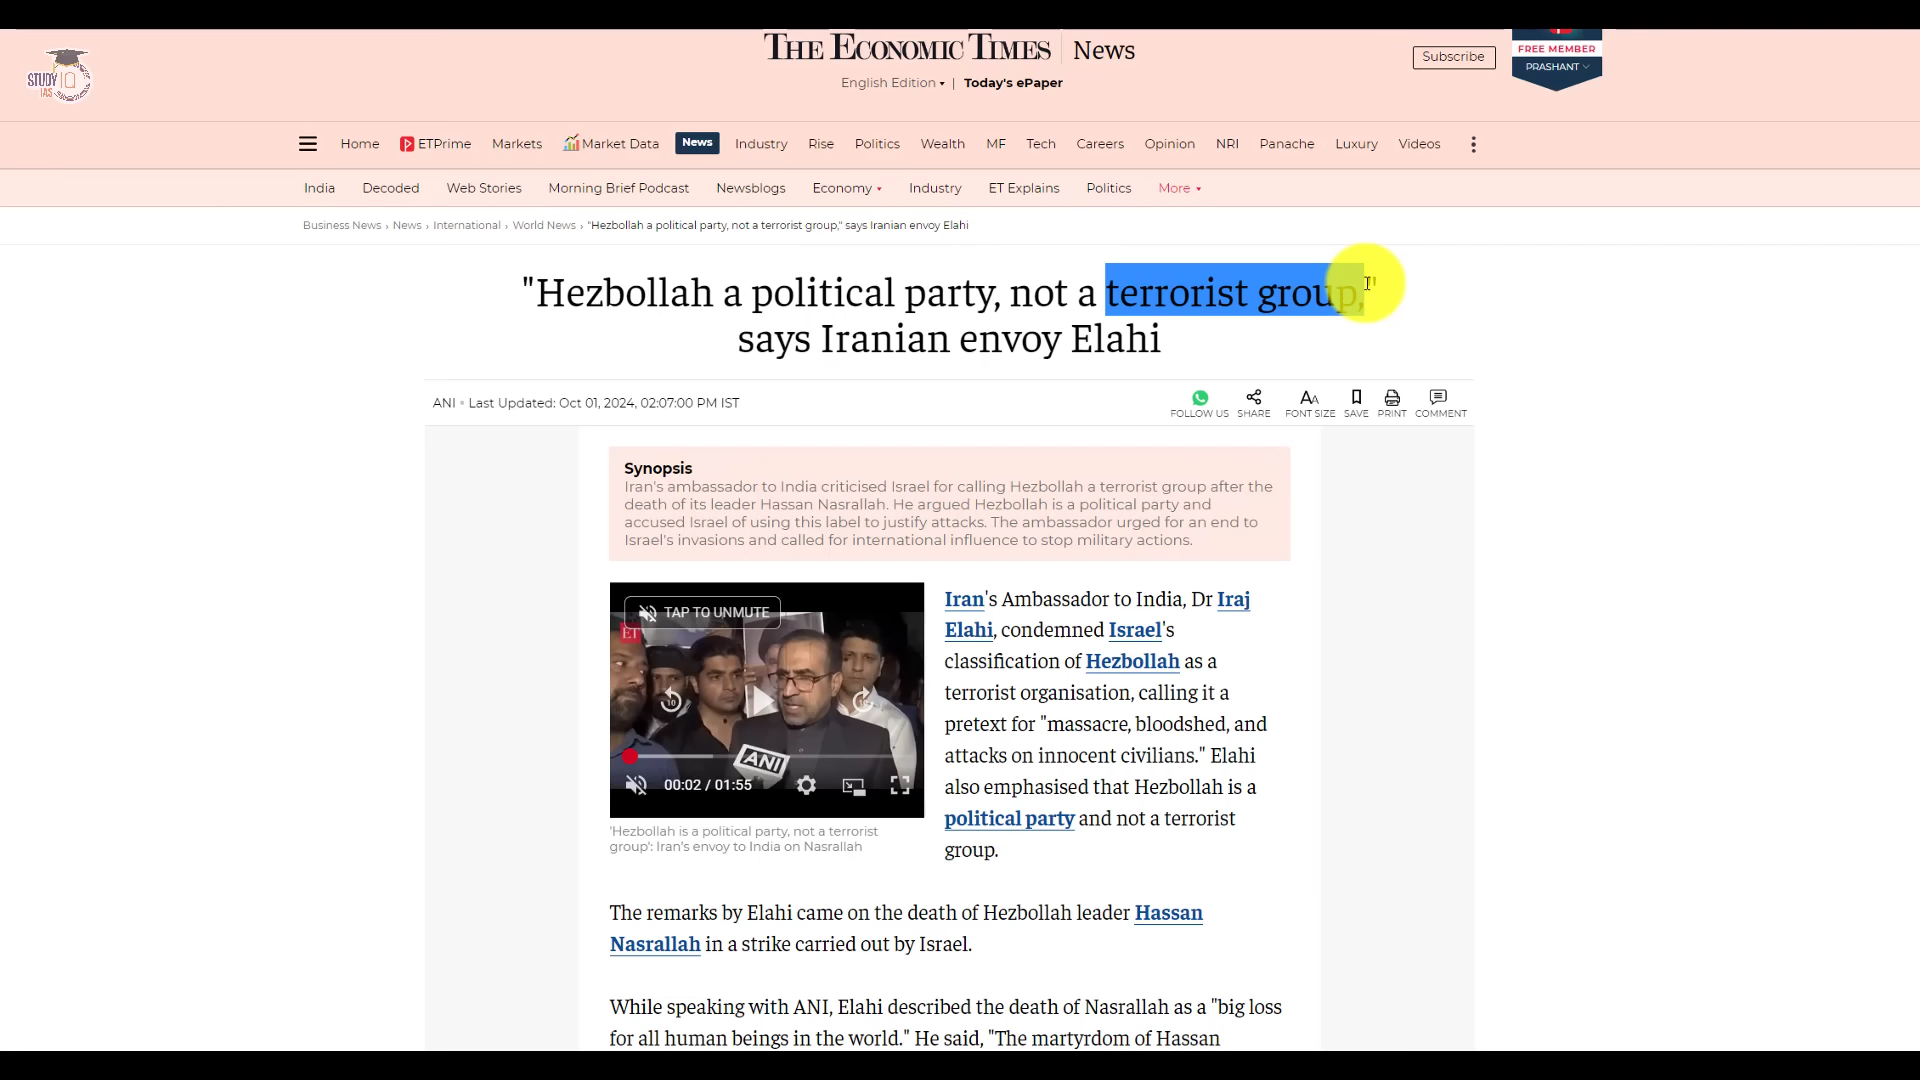 THE ECONOMIC TIMES News
STUDY IQ
IAS
English Edition | Today's ePaper
Subscribe
FREE MEMBER
PRASHANT
Home ETPrime Markets Market Data News Industry Rise Politics Wealth MF Tech Careers Opinion NRI Panache Luxury Videos
India Decoded Web Stories Morning Brief Podcast Newsblogs Economy Industry ET Explains Politics More
Business News › News › International › World News › "Hezbollah a political party, not a terrorist group," says Iranian envoy Elahi
"Hezbollah a political party, not a terrorist group,"
says Iranian envoy Elahi
ANI • Last Updated: Oct 01, 2024, 02:07:00 PM IST
FOLLOW US SHARE FONT SIZE SAVE PRINT COMMENT
Synopsis
Iran's ambassador to India criticised Israel for calling Hezbollah a terrorist group after the
death of its leader Hassan Nasrallah. He argued Hezbollah is a political party and
accused Israel of using this label to justify attacks. The ambassador urged for an end to
Israel's invasions and called for international influence to stop military actions.
TAP TO UNMUTE
ET
10
10
ANI
00:02 / 01:55
'Hezbollah is a political party, not a terrorist
group': Iran's envoy to India on Nasrallah
Iran's Ambassador to India, Dr Iraj
Elahi, condemned Israel's
classification of Hezbollah as a
terrorist organisation, calling it a
pretext for "massacre, bloodshed, and
attacks on innocent civilians." Elahi
also emphasised that Hezbollah is a
political party and not a terrorist
group.
The remarks by Elahi came on the death of Hezbollah leader Hassan
Nasrallah in a strike carried out by Israel.
While speaking with ANI, Elahi described the death of Nasrallah as a "big loss
for all human beings in the world." He said, "The martyrdom of Hassan